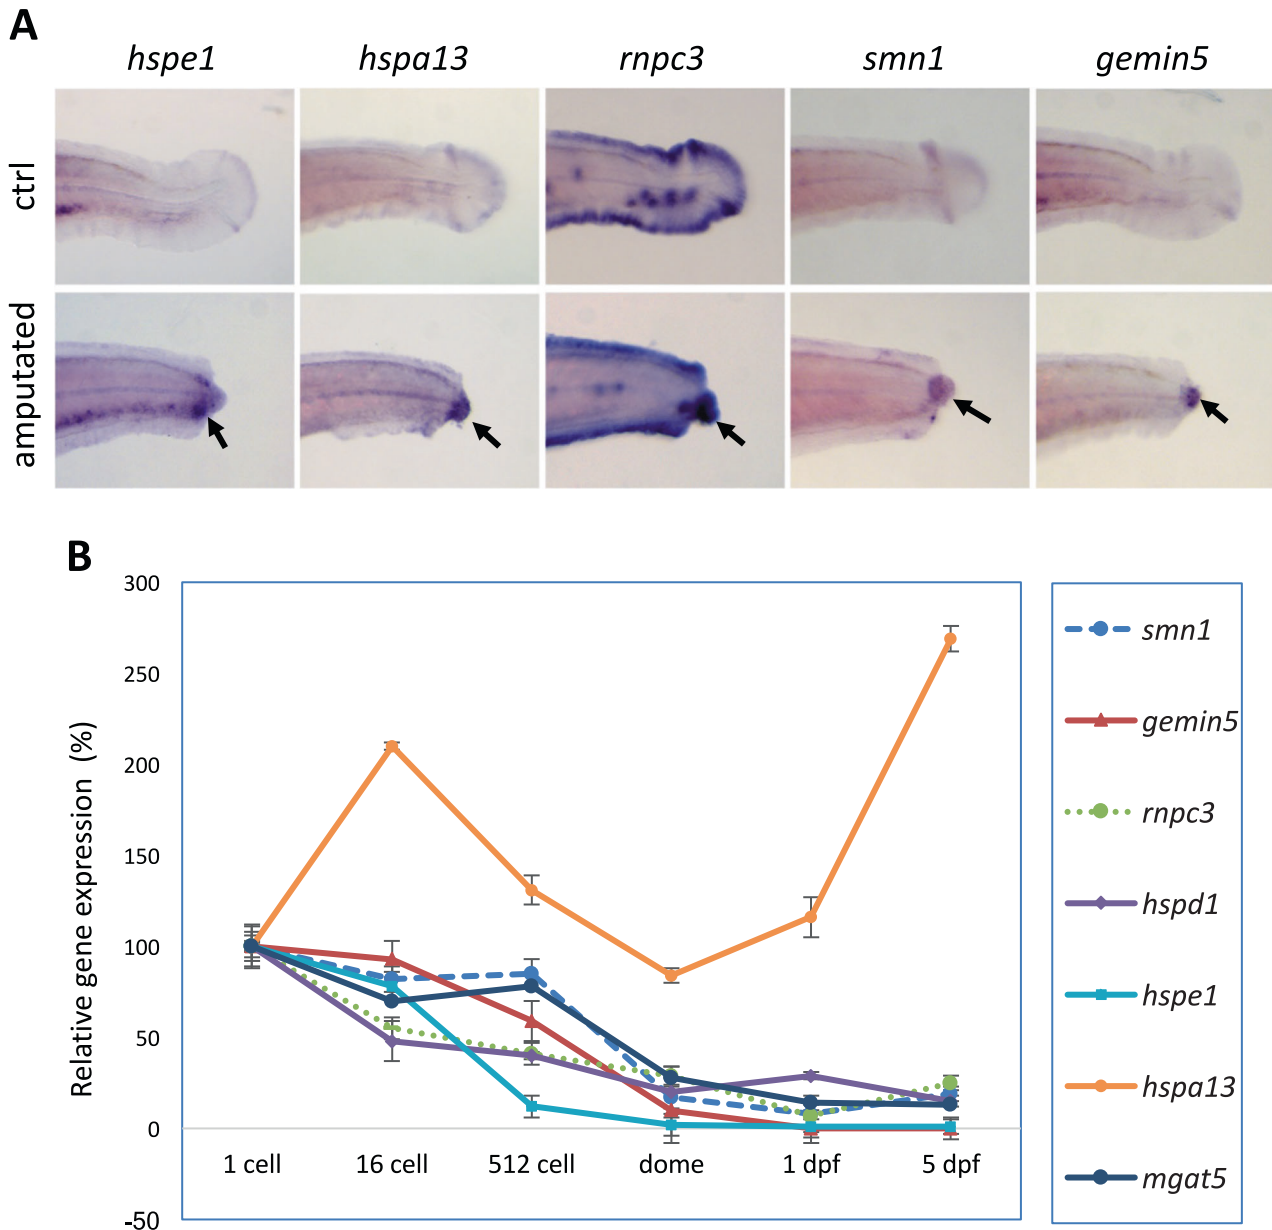 A
hspe1 hspa13 rnpc3 smn1 gemin5
ctrl
amputated
B
Relative gene expression (%)
300
250
200
150
100
50
0
-50
1 cell 16 cell 512 cell dome 1 dpf 5 dpf
smn1
gemin5
rnpc3
hspd1
hspe1
hspa13
mgat5